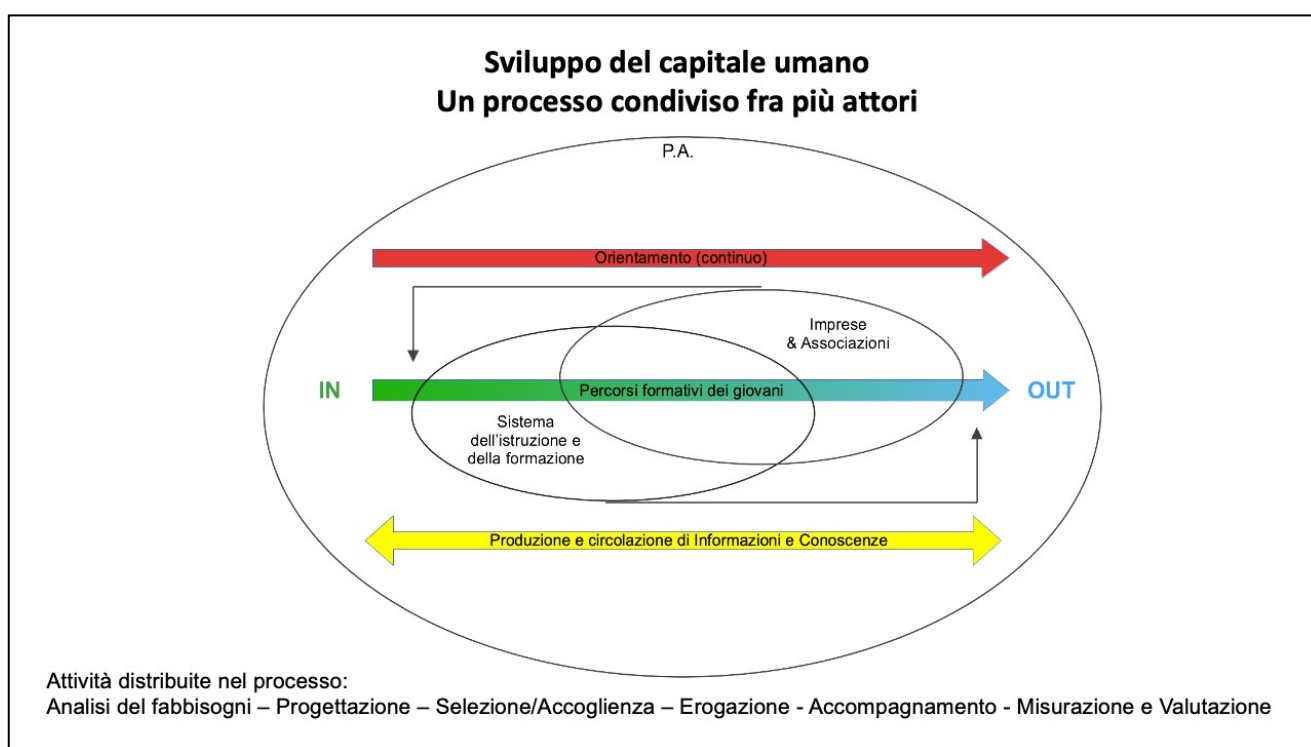 Sviluppo del capitale umano
Un processo condiviso fra più attori
P.A.
Orientamento (continuo)
Imprese
& Associazioni
IN
Percorsi formativi dei giovani
OUT
Sistema
dell'istruzione e
della formazione
Produzione e circolazione di Informazioni e Conoscenze
Attività distribuite nel processo:
Analisi del fabbisogni – Progettazione – Selezione/Accoglienza – Erogazione - Accompagnamento - Misurazione e Valutazione